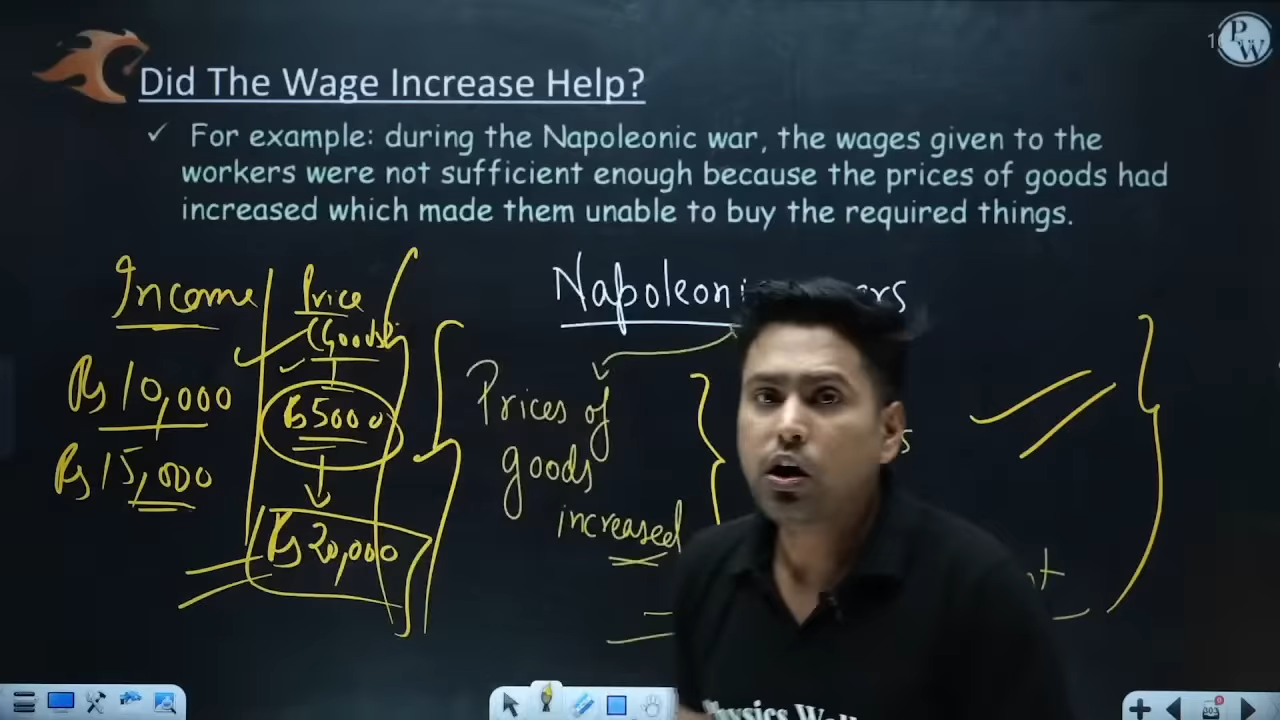 P
W
Did The Wage Increase Help?
✓ For example: during the Napoleonic war, the wages given to the
workers were not sufficient enough because the prices of goods had
increased which made them unable to buy the required things.
Income
Price
(Goods)
Rs 10,000
Rs 5000
Rs 15,000
Rs 20,000
Prices of
goods
increased
303